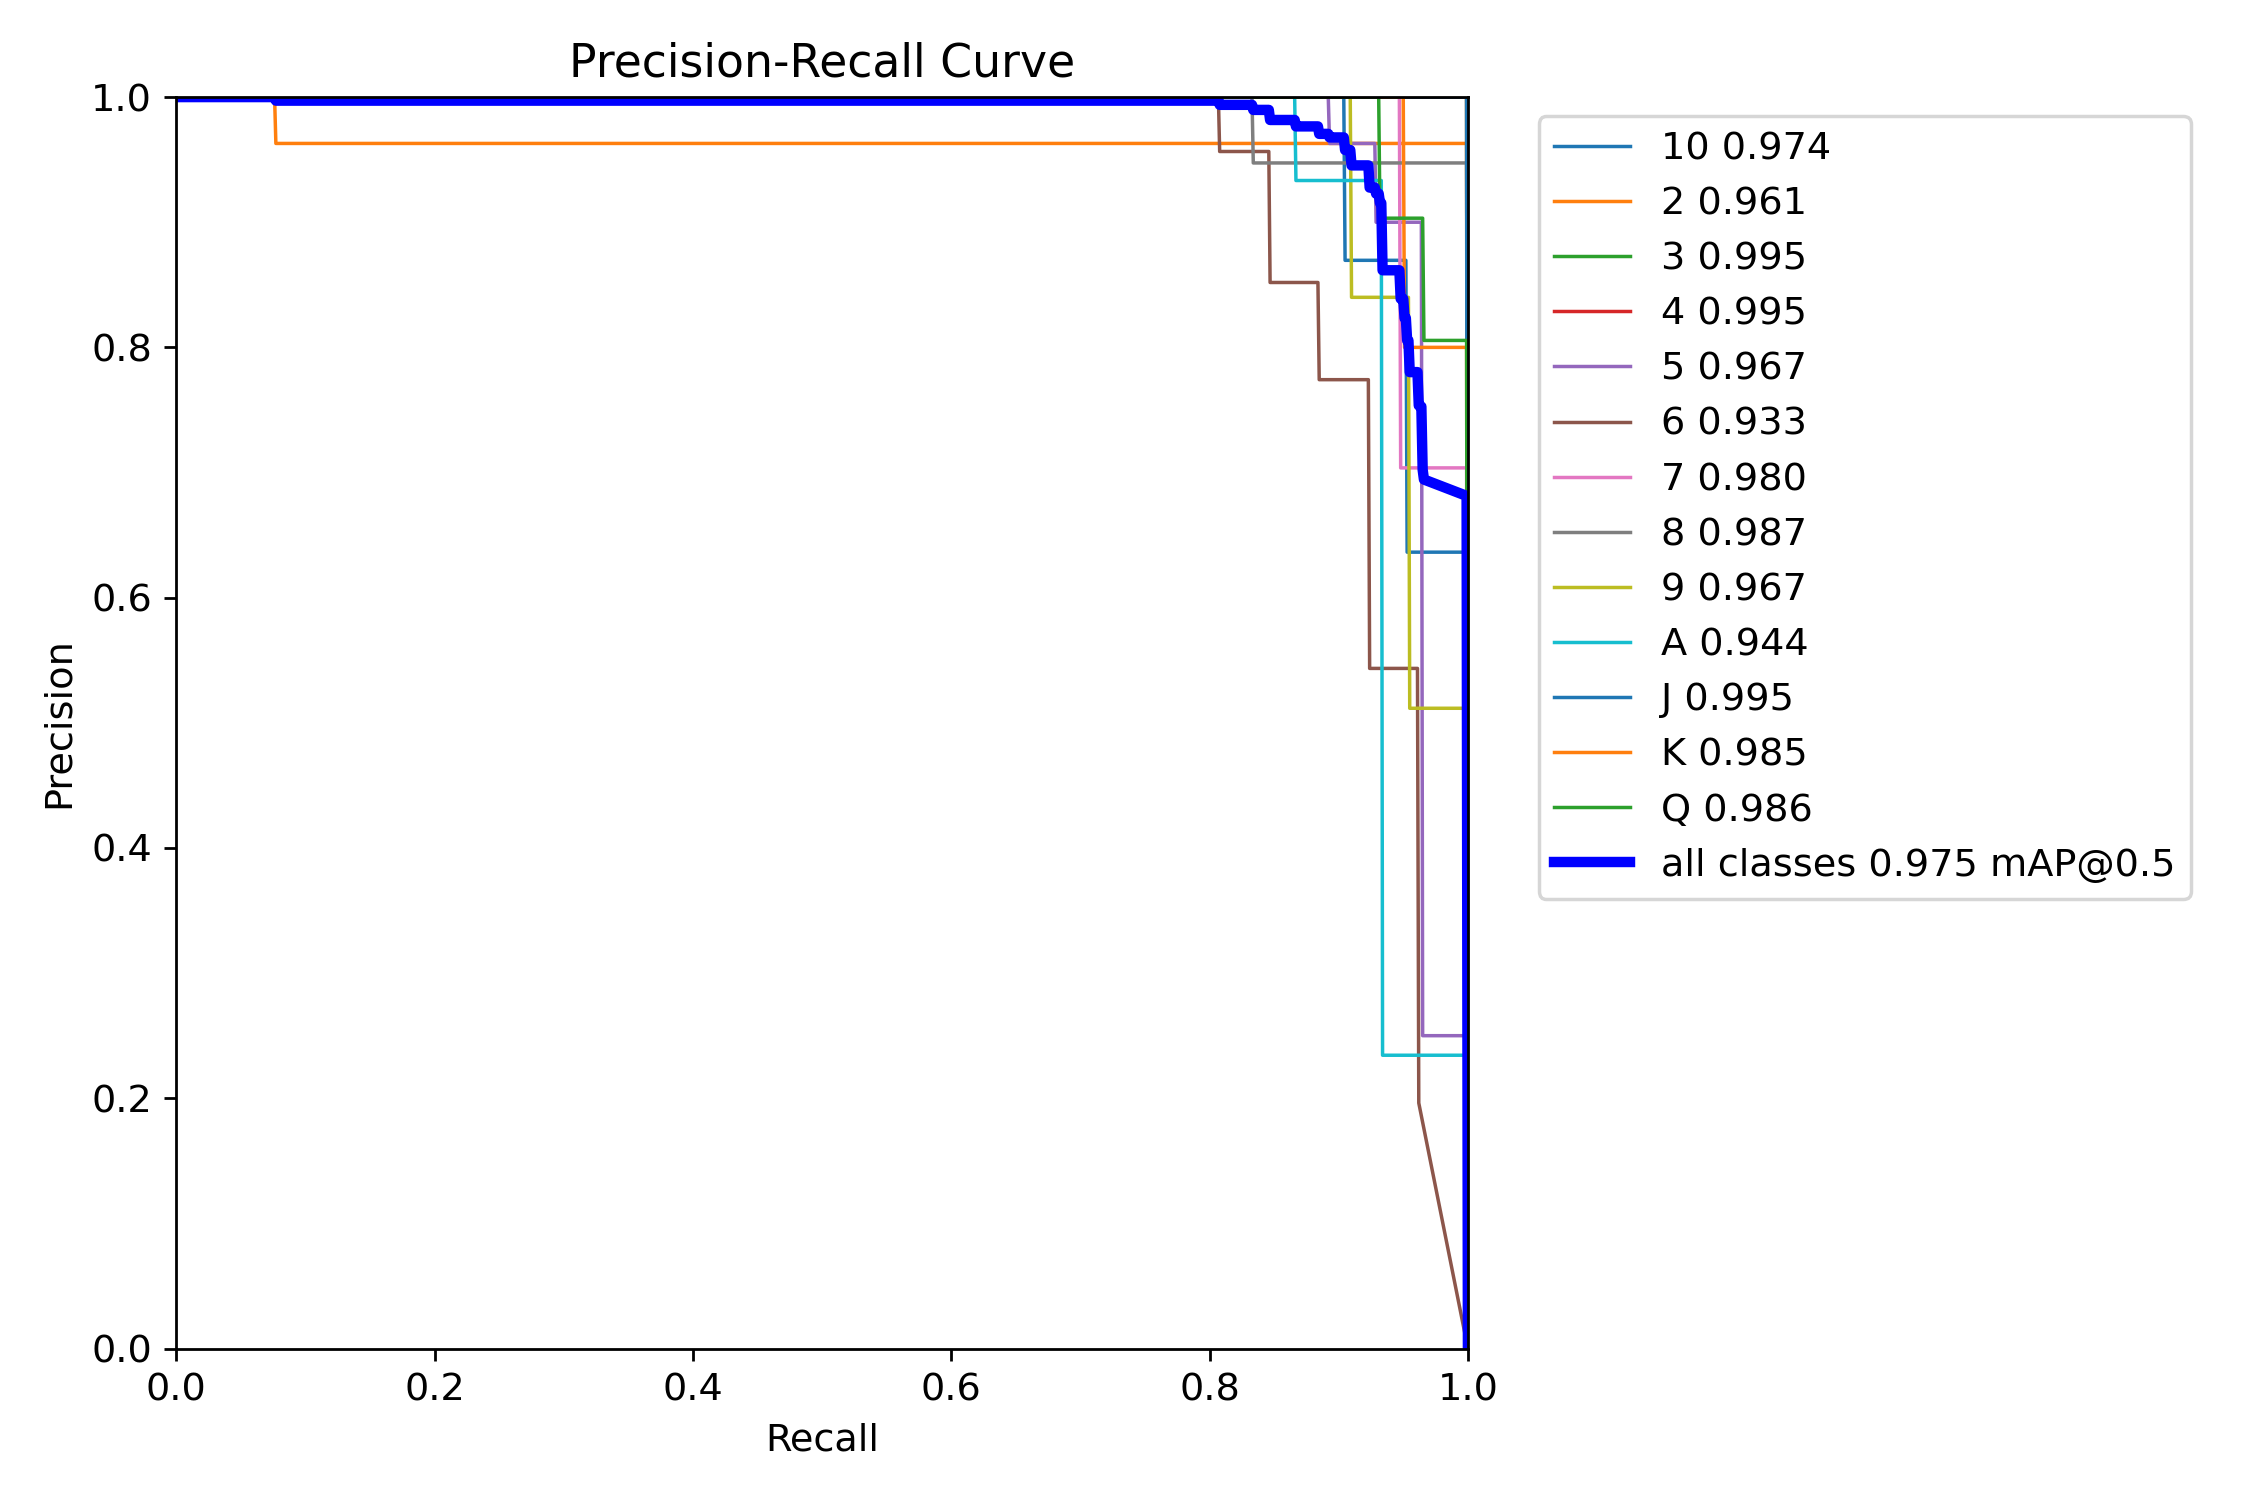 Precision-Recall Curve
1.0
0.8
0.6
0.4
0.2
0.0
Precision
0.0 0.2 0.4 0.6 0.8 1.0
Recall
10 0.974
2 0.961
3 0.995
4 0.995
5 0.967
6 0.933
7 0.980
8 0.987
9 0.967
A 0.944
J 0.995
K 0.985
Q 0.986
all classes 0.975 mAP@0.5